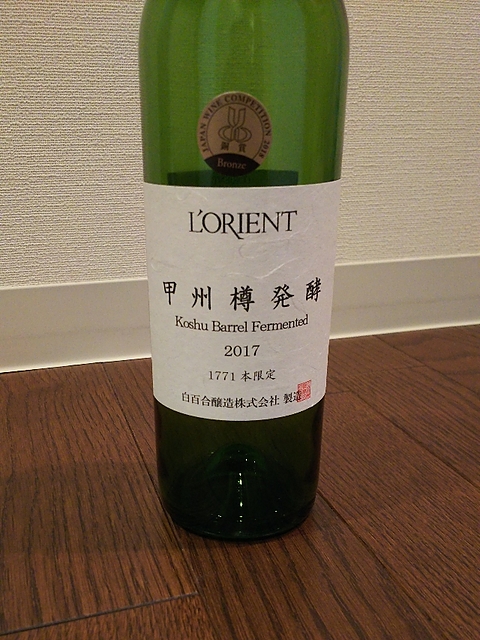 JAPAN WINE COMPETITION 2018
銅賞
Bronze
L'ORIENT
甲州樽発酵
Koshu Barrel Fermented
2017
1771 本限定
白百合醸造株式会社 製造